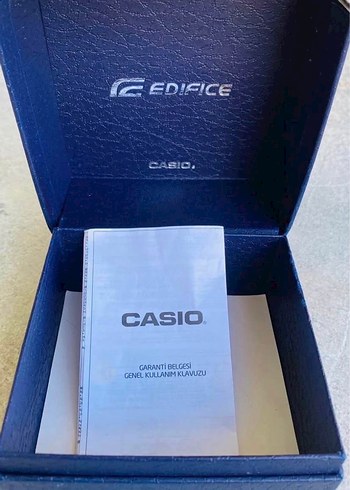 EDIFICE
CASIO
CASIO
GARANTİ BELGESİ
GENEL KULLANIM KLAVUZU